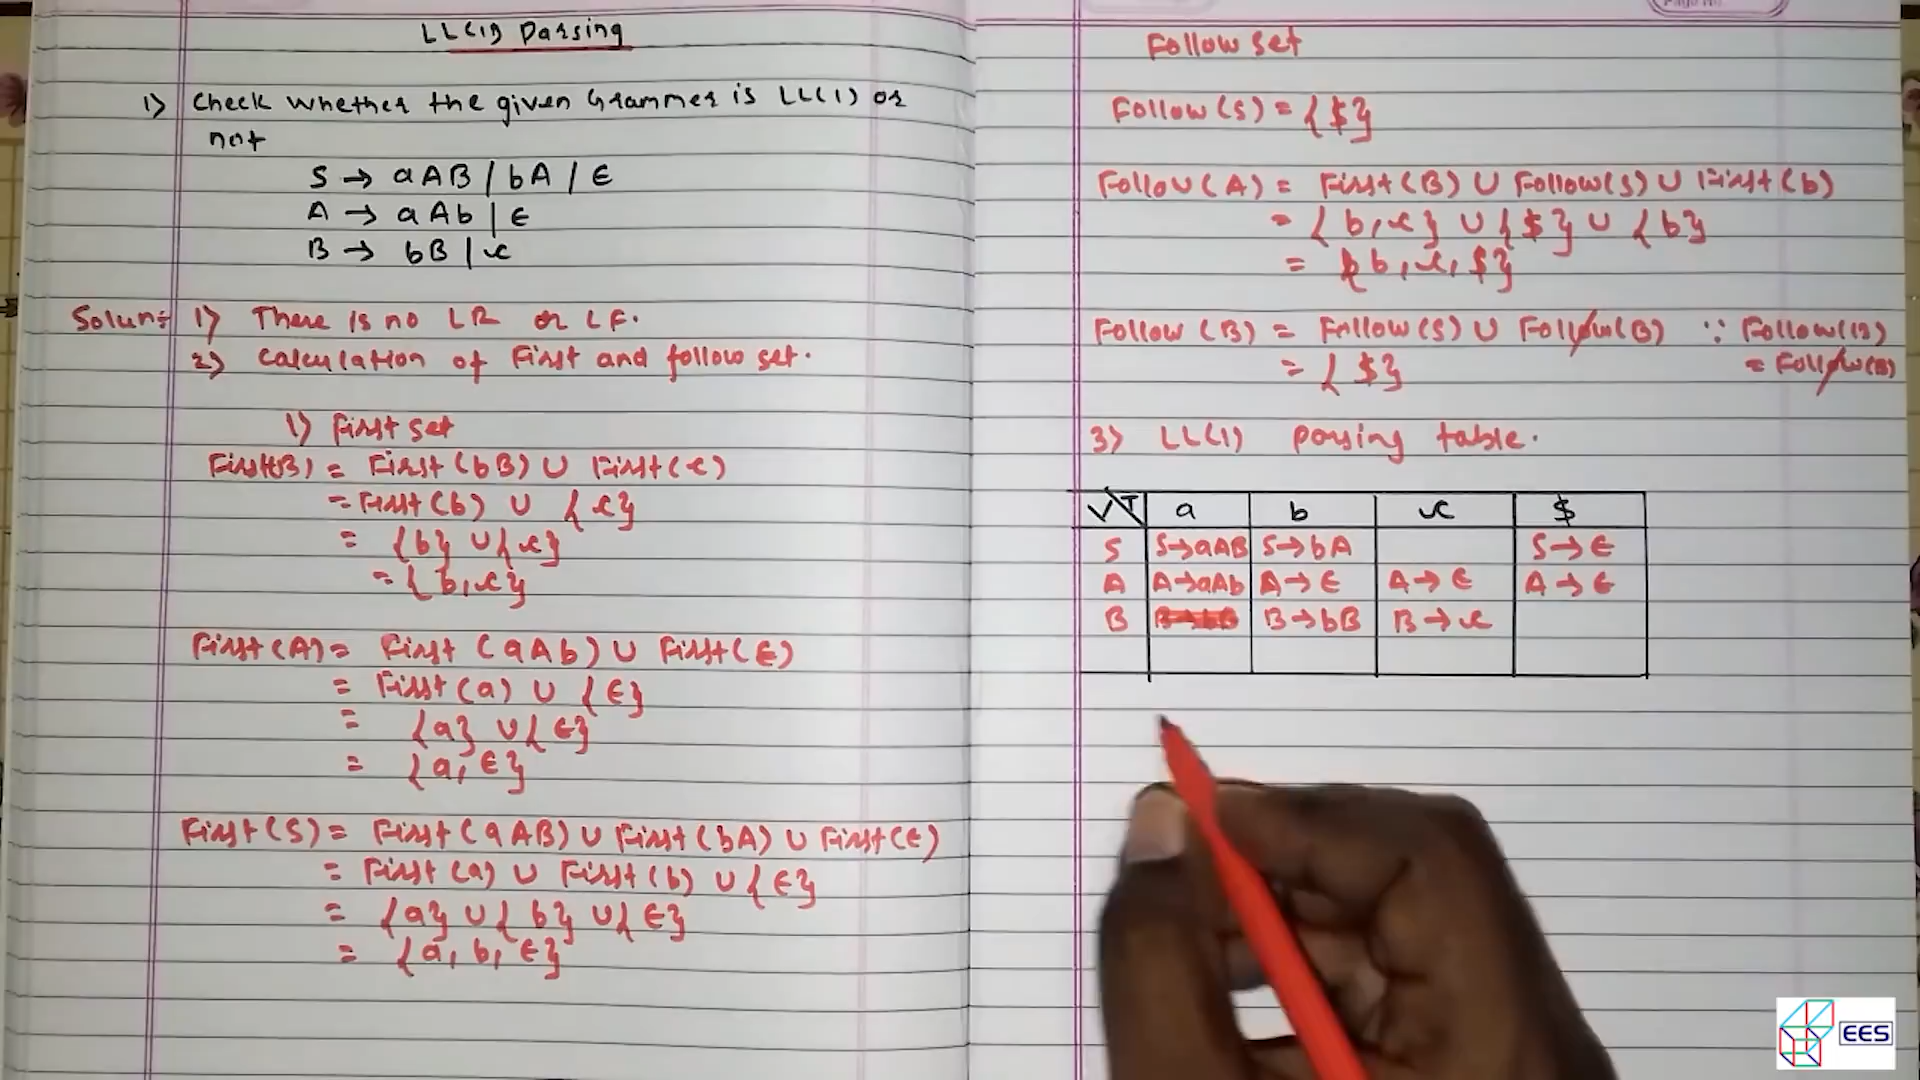 LL(1) Parsing
1) Check whether the given Grammer is LL(1) or
not
S → aAB / bA / ϵ
A → aAb | ϵ
B → bB | c
Solun:- 1) There is no LR or LF.
2) Calculation of First and follow set.
1) First set
First(B) = First (bB) ∪ First (c)
= First (b) ∪ {c}
= {b} ∪ {c}
= {b, c}
First (A) = First (aAb) ∪ First (ϵ)
= First (a) ∪ {ϵ}
= {a} ∪ {ϵ}
= {a, ϵ}
First (S) = First (aAB) ∪ First (bA) ∪ First (ϵ)
= First (a) ∪ First (b) ∪ {ϵ}
= {a} ∪ {b} ∪ {ϵ}
= {a, b, ϵ}
Follow set
Follow (S) = {$}
Follow (A) = First (B) ∪ Follow(S) ∪ First (b)
= {b, c} ∪ {$} ∪ {b}
= {b, c, $}
Follow (B) = Follow (S) ∪ Follow(B) ∵ Follow(B)
= {$} = Follow(B)
3) LL(1) parsing table.
V T a b c $
S S→aAB S→bA S→ϵ
A A→aAb A→ϵ A→ϵ A→ϵ
B B→bB B→c
EES